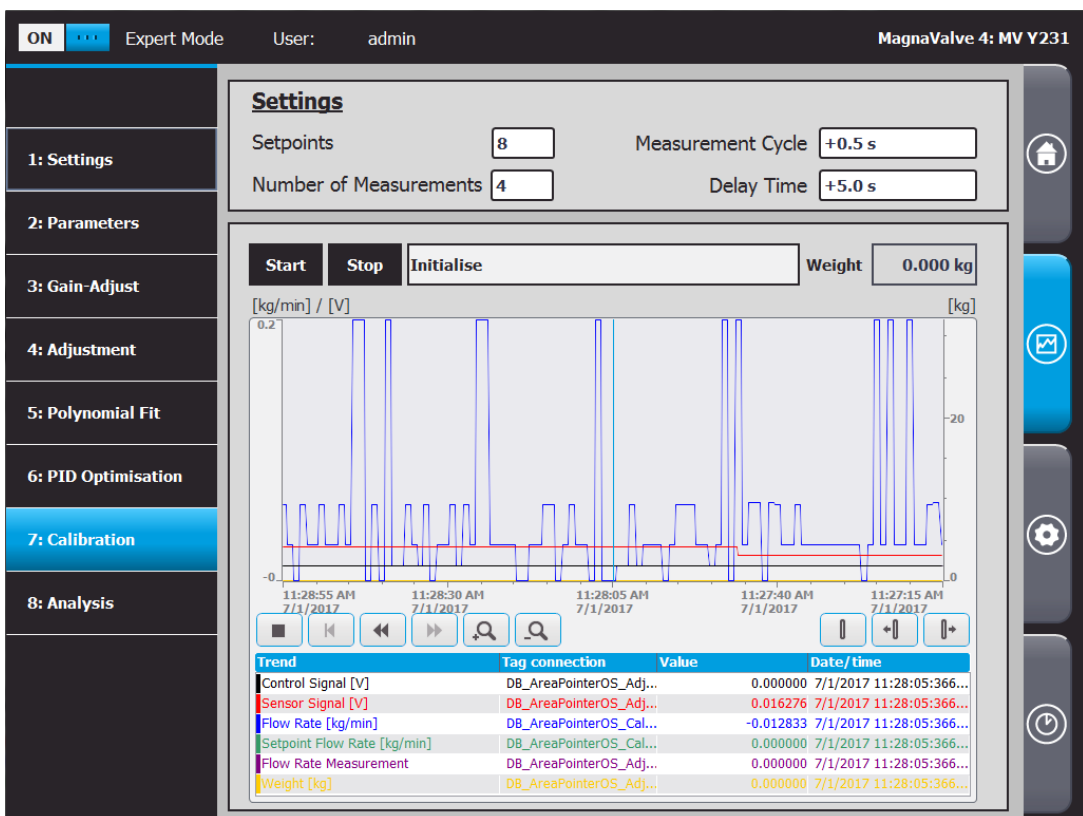 ON Expert Mode User: admin MagnaValve 4: MV Y231
1: Settings
2: Parameters
3: Gain-Adjust
4: Adjustment
5: Polynomial Fit
6: PID Optimisation
7: Calibration
8: Analysis
Settings
Setpoints 8 Measurement Cycle +0.5 s
Number of Measurements 4 Delay Time +5.0 s
Start Stop Initialise Weight 0.000 kg
[kg/min] / [V] [kg]
0.2
20
-0 0
11:28:55 AM 11:28:30 AM 11:28:05 AM 11:27:40 AM 11:27:15 AM
7/1/2017 7/1/2017 7/1/2017 7/1/2017 7/1/2017
Trend Tag connection Value Date/time
Control Signal [V] DB_AreaPointerOS_Adj... 0.000000 7/1/2017 11:28:05:366...
Sensor Signal [V] DB_AreaPointerOS_Adj... 0.016276 7/1/2017 11:28:05:366...
Flow Rate [kg/min] DB_AreaPointerOS_Cal... -0.012833 7/1/2017 11:28:05:366...
Setpoint Flow Rate [kg/min] DB_AreaPointerOS_Cal... 0.000000 7/1/2017 11:28:05:366...
Flow Rate Measurement DB_AreaPointerOS_Adj... 0.000000 7/1/2017 11:28:05:366...
Weight [kg] DB_AreaPointerOS_Adj... 0.000000 7/1/2017 11:28:05:366...